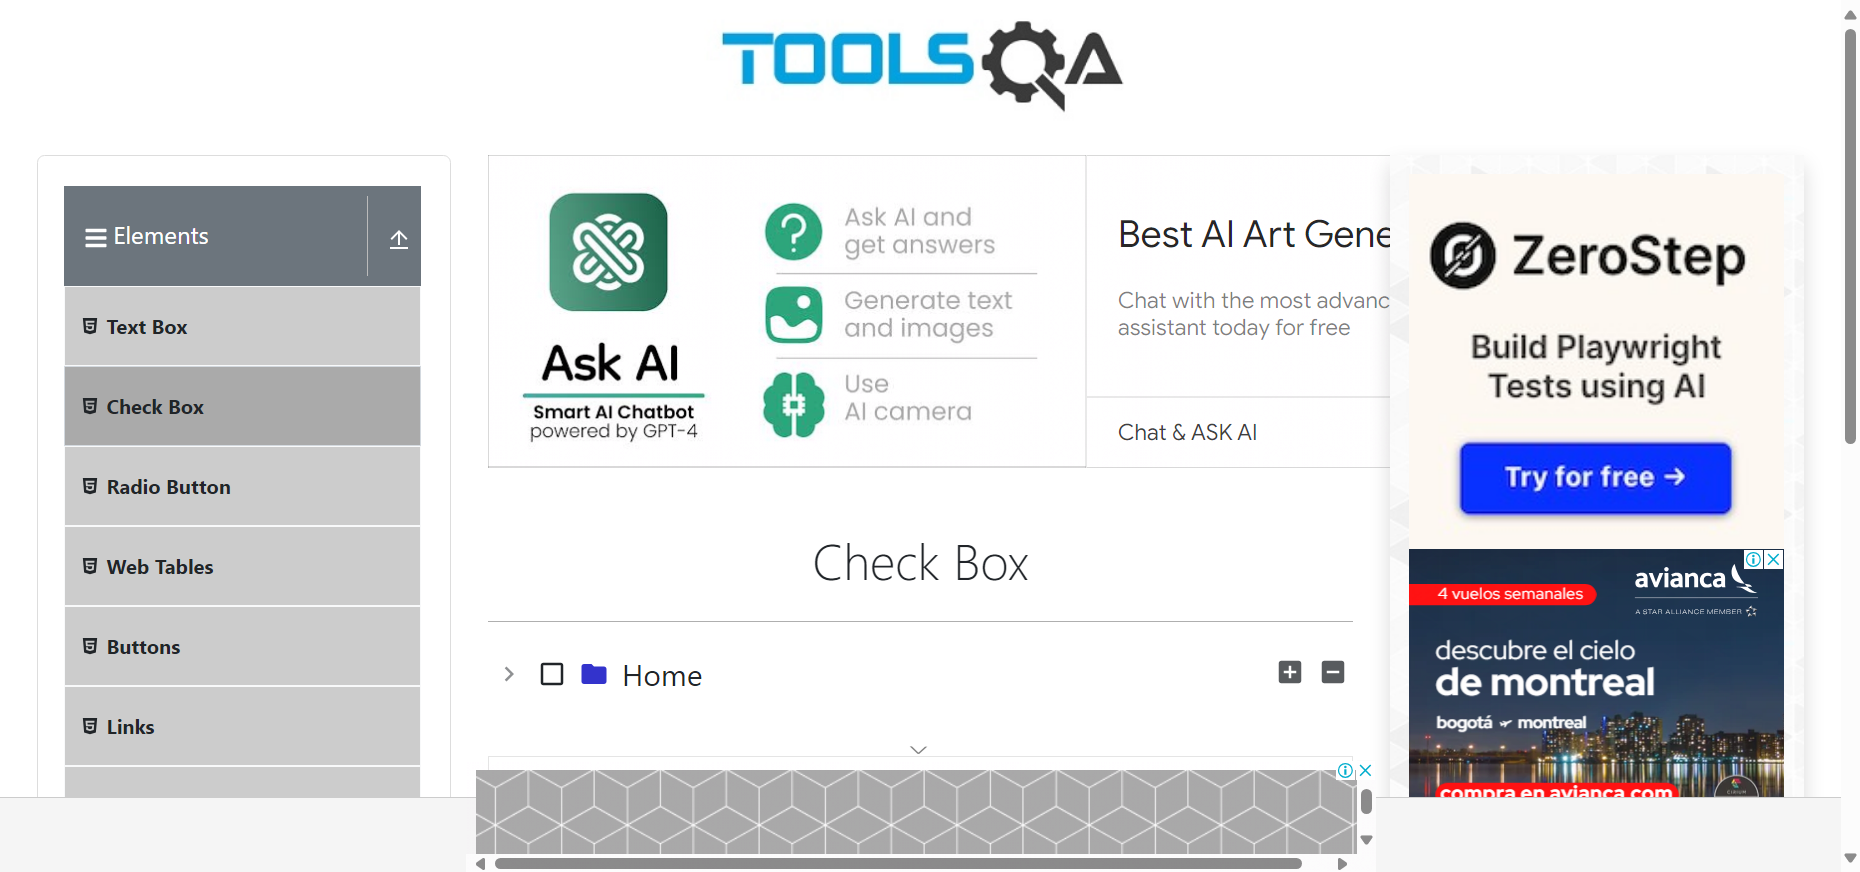 TOOLSQA
Elements
Text Box
Check Box
Radio Button
Web Tables
Buttons
Links
Ask AI
Smart AI Chatbot
powered by GPT-4
Ask AI and
get answers
Generate text
and images
Use
AI camera
Best AI Art Gene
Chat with the most advanc
assistant today for free
Chat & ASK AI
Check Box
Home
ZeroStep
Build Playwright
Tests using AI
Try for free →
4 vuelos semanales
avianca
A STAR ALLIANCE MEMBER
descubre el cielo
de montreal
bogotá montreal
compra en avianca.com